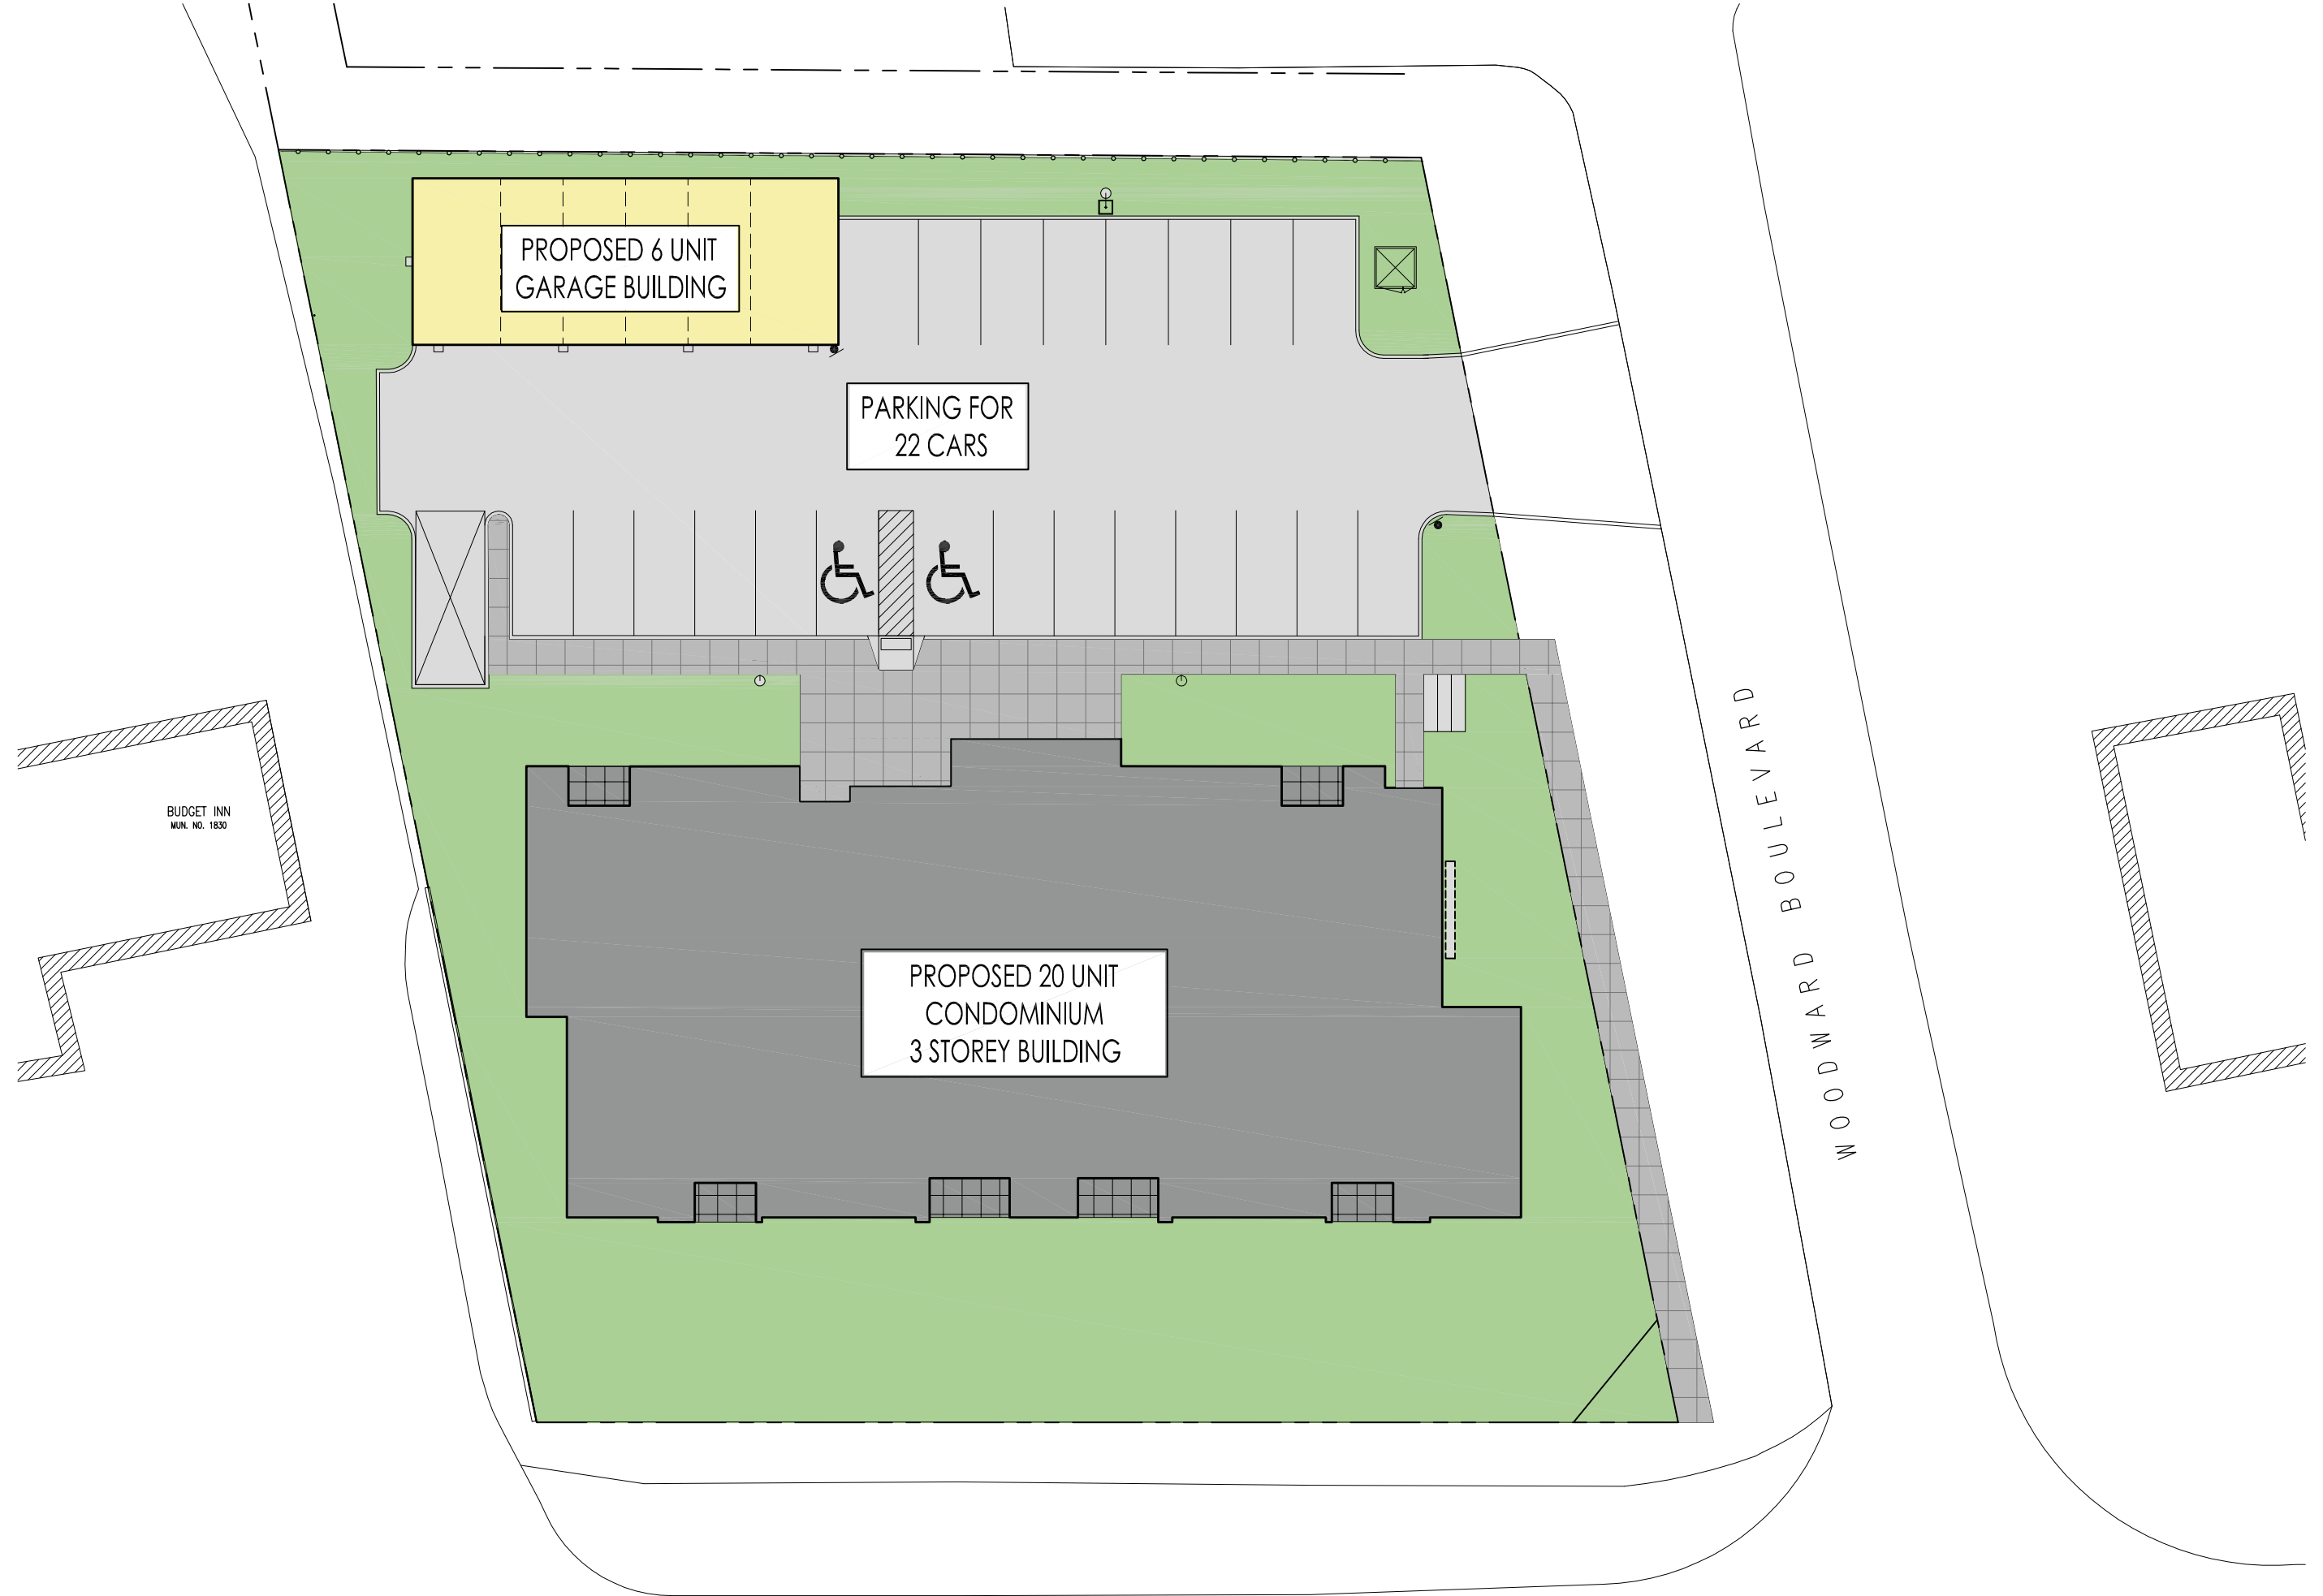 PROPOSED 6 UNIT
GARAGE BUILDING
PARKING FOR
22 CARS
BUDGET INN
MUN. NO. 1830
PROPOSED 20 UNIT
CONDOMINIUM
3 STOREY BUILDING
WOODWARD BOULEVARD